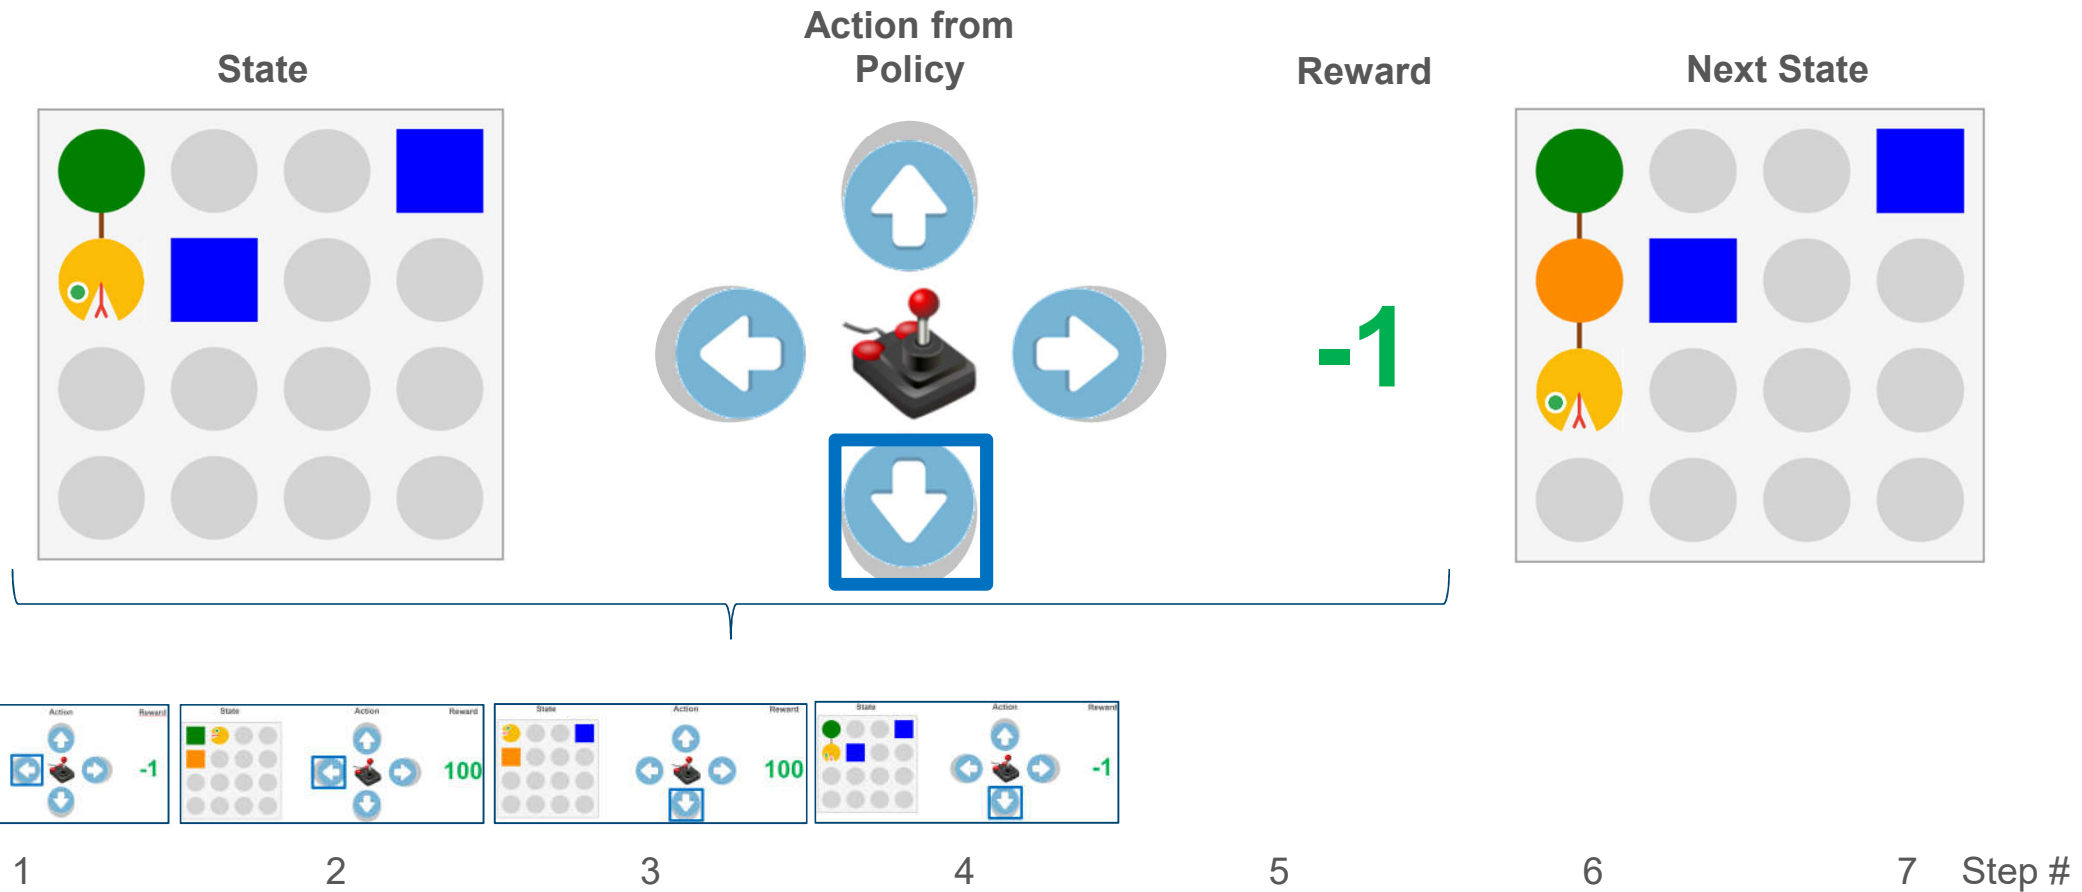 State
Action from
Policy
Reward
Next State
-1
Action
Reward
-1
State
Action
Reward
100
State
Action
Reward
100
State
Action
Reward
-1
1
2
3
4
5
6
7
Step #